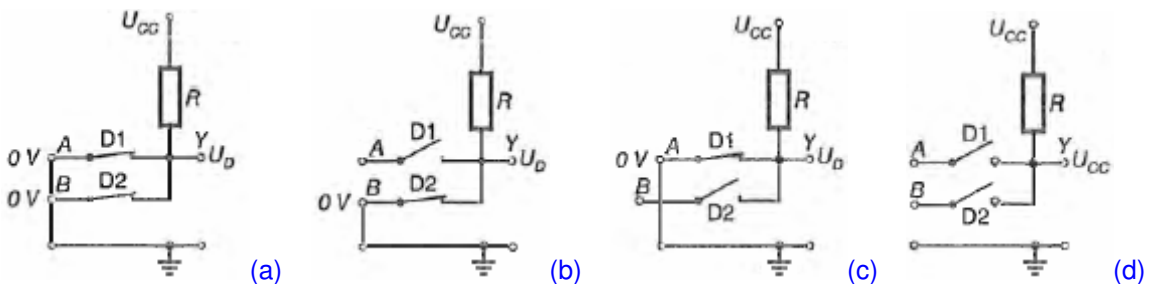 U_CC
R
A D1 Y
0 V U_D
B D2
0 V
(a)
U_CC
R
D1 Y
A U_D
B D2
0 V
(b)
U_CC
R
A D1 Y
0 V U_D
B
D2
(c)
U_CC
R
D1 Y
A U_CC
B
D2
(d)